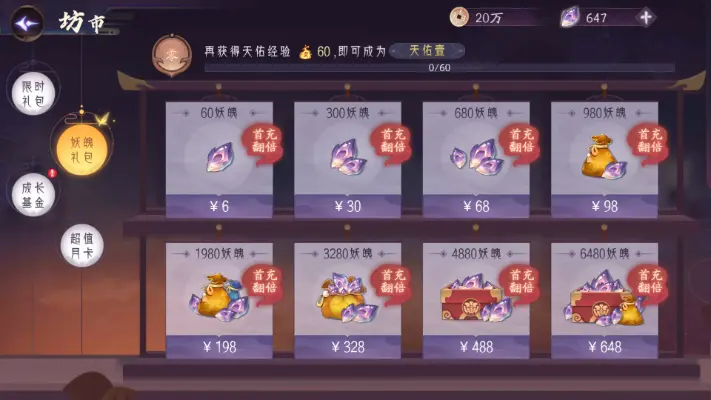 坊市
20万
647
零
再获得天佑经验 60,即可成为 天佑壹
0/60
限时
礼包
妖魄
礼包
成长
基金
超值
月卡
60妖魄
首充
翻倍
¥6
300妖魄
首充
翻倍
¥30
680妖魄
首充
翻倍
¥68
980妖魄
首充
翻倍
¥98
1980妖魄
首充
翻倍
¥198
3280妖魄
首充
翻倍
¥328
4880妖魄
首充
翻倍
¥488
6480妖魄
首充
翻倍
¥648